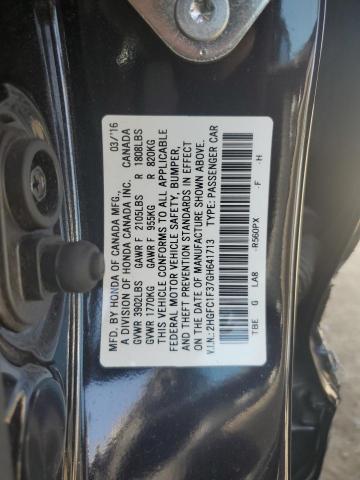 MFD. BY HONDA OF CANADA MFG., 03/'16
A DIVISION OF HONDA CANADA INC. CANADA
GVWR 3902LBS GAWR F 2105LBS R 1808LBS
GVWR 1770KG GAWR F 955KG R 820KG
THIS VEHICLE CONFORMS TO ALL APPLICABLE
FEDERAL MOTOR VEHICLE SAFETY, BUMPER,
AND THEFT PREVENTION STANDARDS IN EFFECT
ON THE DATE OF MANUFACTURE SHOWN ABOVE.
V.I.N.: 2HGFC1F37GH641713 TYPE: PASSENGER CAR
TBE G LA8 -R560PX -F -H